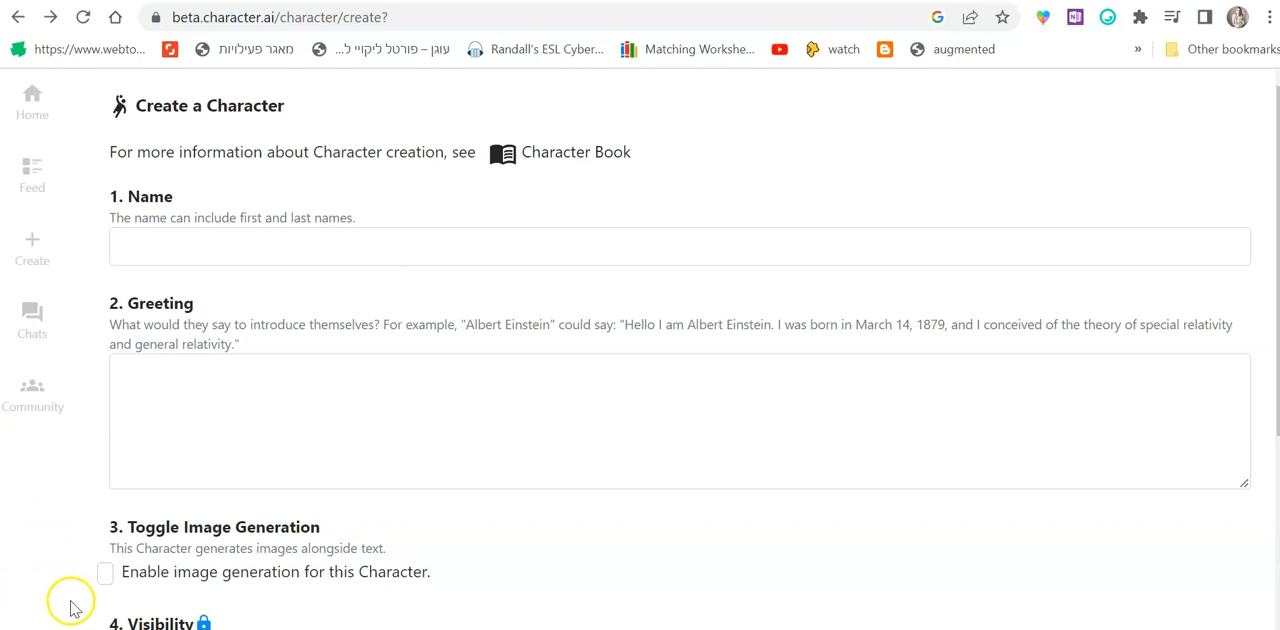 beta.character.ai/character/create?
https://www.webto...
מאגר פעילויות
עוגן – פורטל ליקויי ל...
Randall's ESL Cyber...
Matching Workshe...
watch
augmented
»
Other bookmarks
Home
Feed
Create
Chats
Community
Create a Character
For more information about Character creation, see Character Book
1. Name
The name can include first and last names.
2. Greeting
What would they say to introduce themselves? For example, "Albert Einstein" could say: "Hello I am Albert Einstein. I was born in March 14, 1879, and I conceived of the theory of special relativity
and general relativity."
3. Toggle Image Generation
This Character generates images alongside text.
Enable image generation for this Character.
4. Visibility